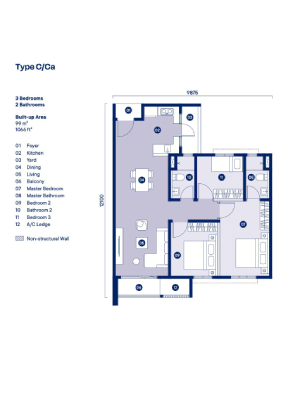 Type C/Ca
3 Bedrooms
2 Bathrooms
Built-up Area
99 m²
1066 ft²
01 Foyer
02 Kitchen
03 Yard
04 Dining
05 Living
06 Balcony
07 Master Bedroom
08 Master Bathroom
09 Bedroom 2
10 Bathroom 2
11 Bedroom 3
12 A/C Ledge
Non-structural Wall
9875
12100
01
02
03
04
10
11
08
07
05
09
06
12